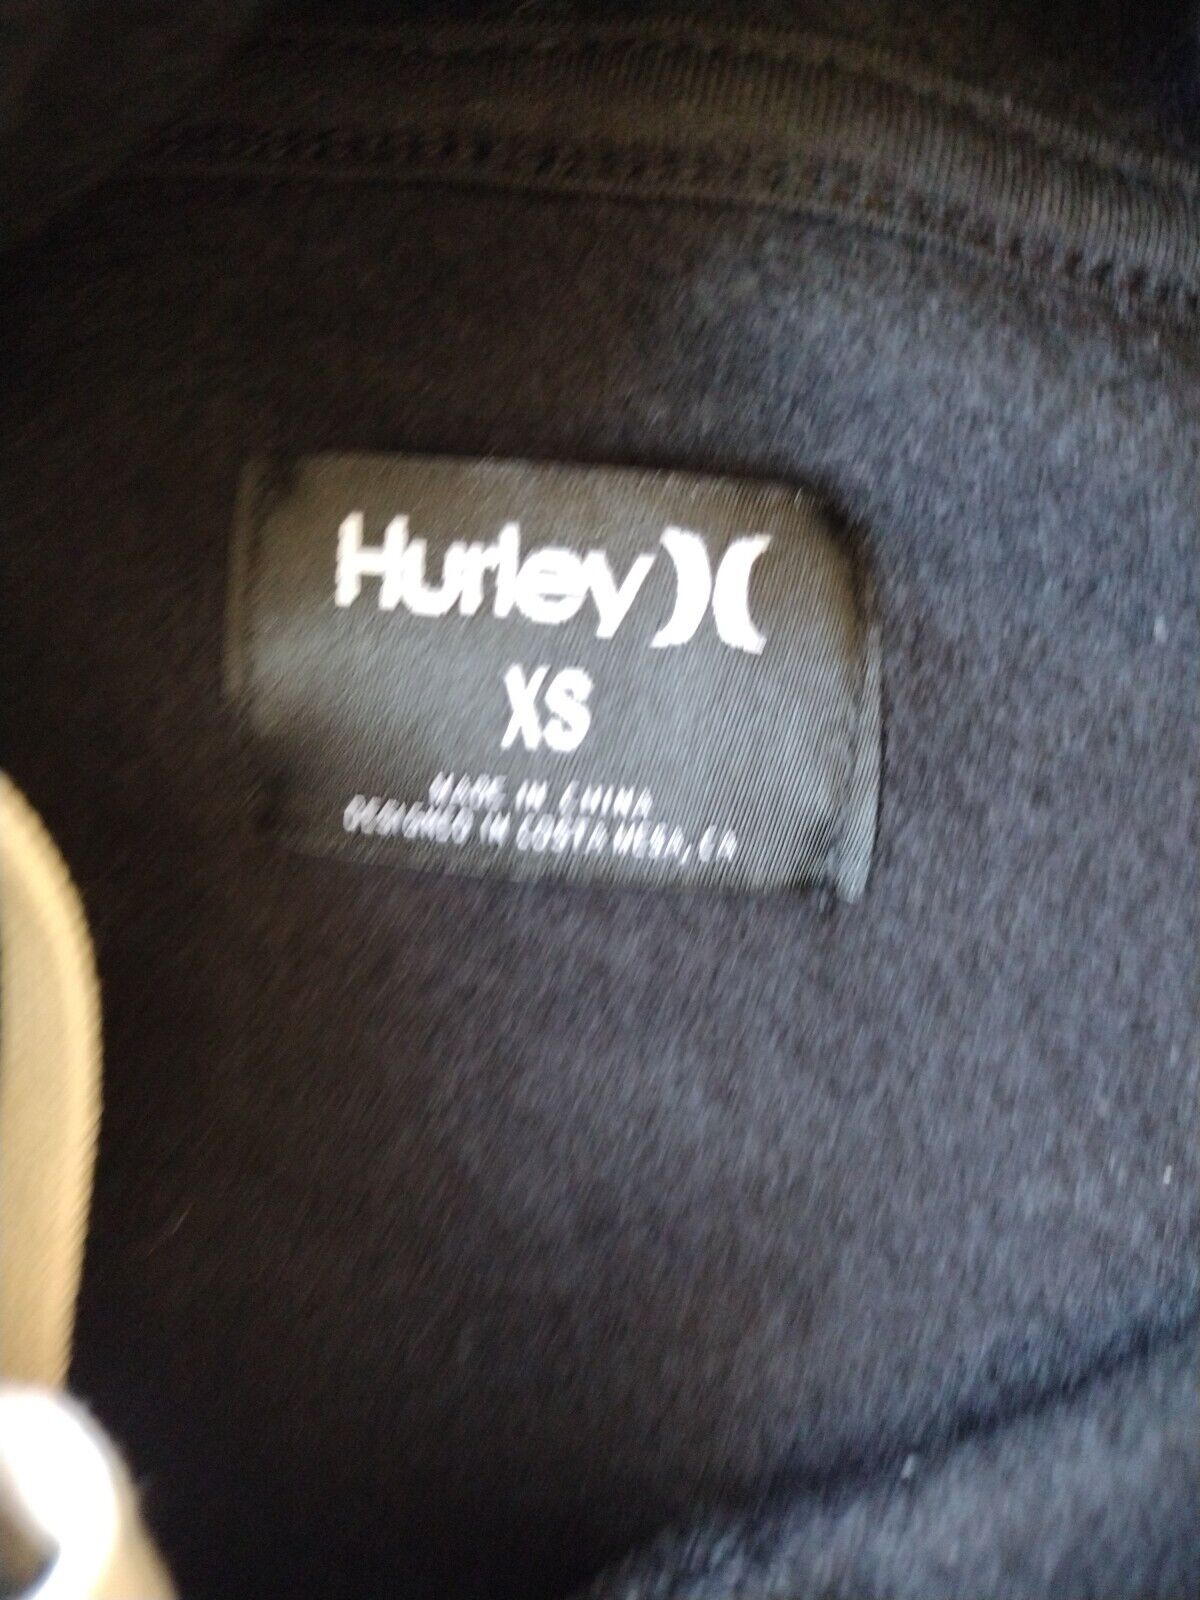 Hurley
XS
MADE IN CHINA
DESIGNED IN COSTA MESA, CA